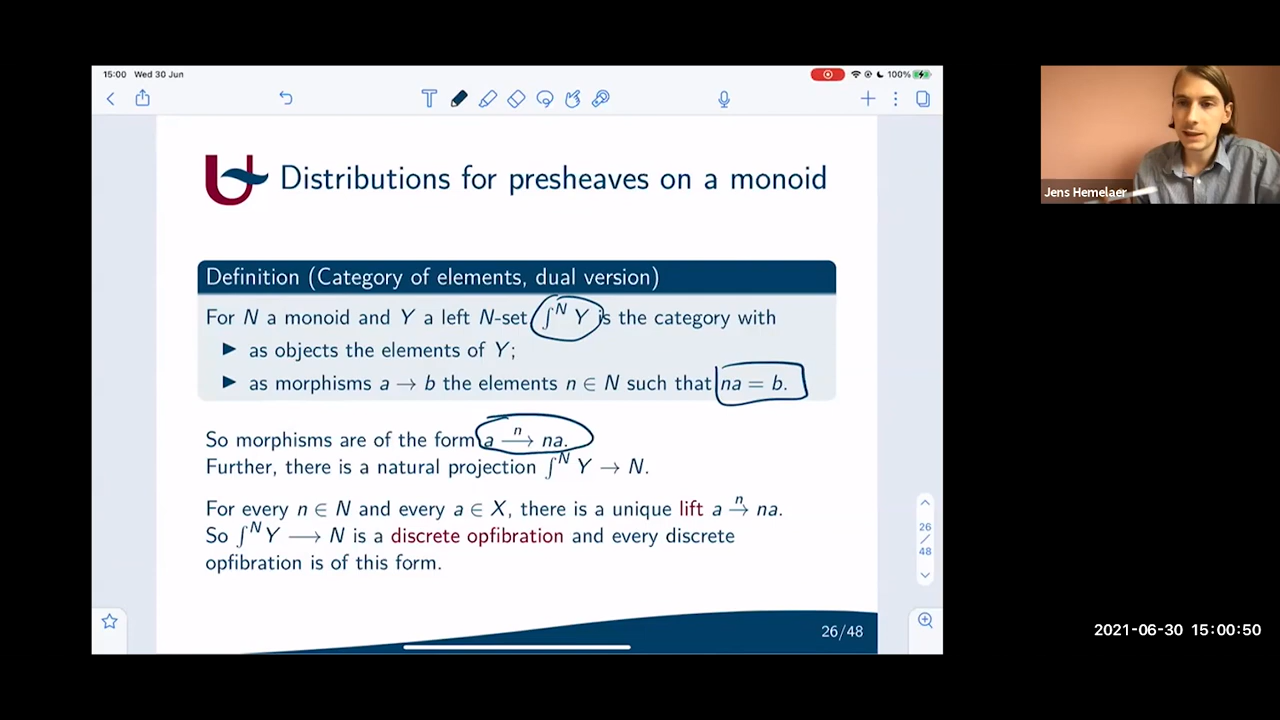 15:00 Wed 30 Jun
100%
Distributions for presheaves on a monoid
Definition (Category of elements, dual version)
For N a monoid and Y a left N-set ∫^N Y is the category with
▶ as objects the elements of Y;
▶ as morphisms a → b the elements n ∈ N such that na = b.
So morphisms are of the form a \xrightarrow{n} na.
Further, there is a natural projection ∫^N Y → N.
For every n ∈ N and every a ∈ X, there is a unique lift a \xrightarrow{n} na.
So ∫^N Y ⟶ N is a discrete opfibration and every discrete
opfibration is of this form.
26/48
26
/
48
Jens Hemelaer
2021-06-30 15:00:50